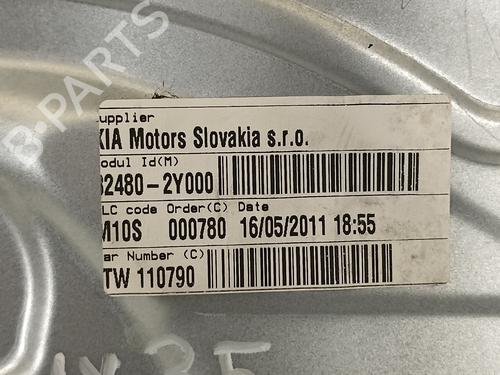 B-PARTS
upplier
KIA Motors Slovakia s.r.o.
odul Id(M)
82480-2Y000
LC code Order(C) Date
M10S 000780 16/05/2011 18:55
ar Number (C)
TW 110790